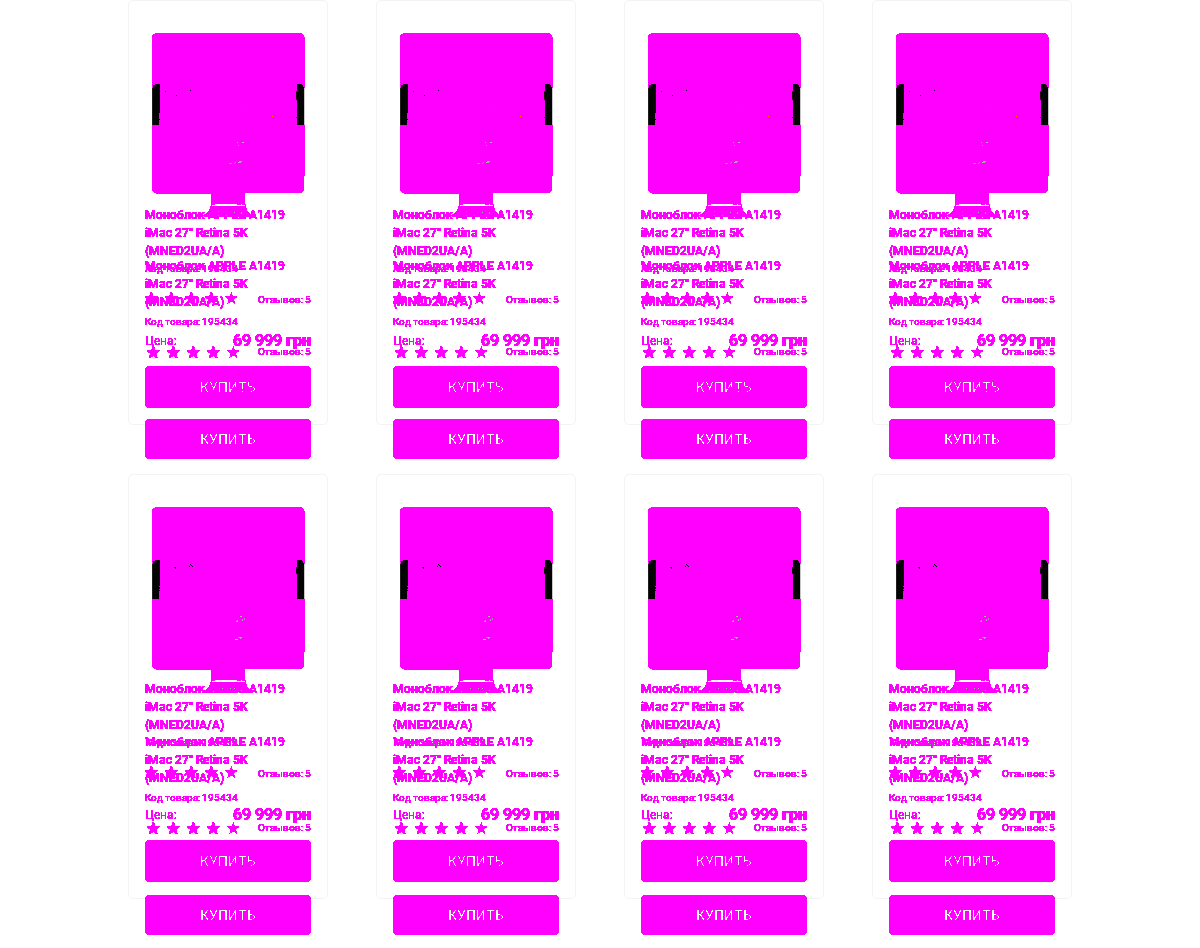 Моноблок A1419 Моноблок A1419 Моноблок A1419 Моноблок A1419
iMac 27" Retina 5K iMac 27" Retina 5K iMac 27" Retina 5K iMac 27" Retina 5K
(MNED2UA/A) (MNED2UA/A) (MNED2UA/A) (MNED2UA/A)
Моноблок APPLE A1419 Моноблок APPLE A1419 Моноблок APPLE A1419 Моноблок APPLE A1419
iMac 27" Retina 5K iMac 27" Retina 5K iMac 27" Retina 5K iMac 27" Retina 5K
(MNED2UA/A) Отзывов: 5 (MNED2UA/A) Отзывов: 5 (MNED2UA/A) Отзывов: 5 (MNED2UA/A) Отзывов: 5
Код товара: 195434 Код товара: 195434 Код товара: 195434 Код товара: 195434
Цена: 69 999 грн Цена: 69 999 грн Цена: 69 999 грн Цена: 69 999 грн
Отзывов: 5 Отзывов: 5 Отзывов: 5 Отзывов: 5
КУПИТЬ КУПИТЬ КУПИТЬ КУПИТЬ
КУПИТЬ КУПИТЬ КУПИТЬ КУПИТЬ
Моноблок A1419 Моноблок A1419 Моноблок A1419 Моноблок A1419
iMac 27" Retina 5K iMac 27" Retina 5K iMac 27" Retina 5K iMac 27" Retina 5K
(MNED2UA/A) (MNED2UA/A) (MNED2UA/A) (MNED2UA/A)
Моноблок APPLE A1419 Моноблок APPLE A1419 Моноблок APPLE A1419 Моноблок APPLE A1419
iMac 27" Retina 5K iMac 27" Retina 5K iMac 27" Retina 5K iMac 27" Retina 5K
(MNED2UA/A) Отзывов: 5 (MNED2UA/A) Отзывов: 5 (MNED2UA/A) Отзывов: 5 (MNED2UA/A) Отзывов: 5
Код товара: 195434 Код товара: 195434 Код товара: 195434 Код товара: 195434
Цена: 69 999 грн Цена: 69 999 грн Цена: 69 999 грн Цена: 69 999 грн
Отзывов: 5 Отзывов: 5 Отзывов: 5 Отзывов: 5
КУПИТЬ КУПИТЬ КУПИТЬ КУПИТЬ
КУПИТЬ КУПИТЬ КУПИТЬ КУПИТЬ